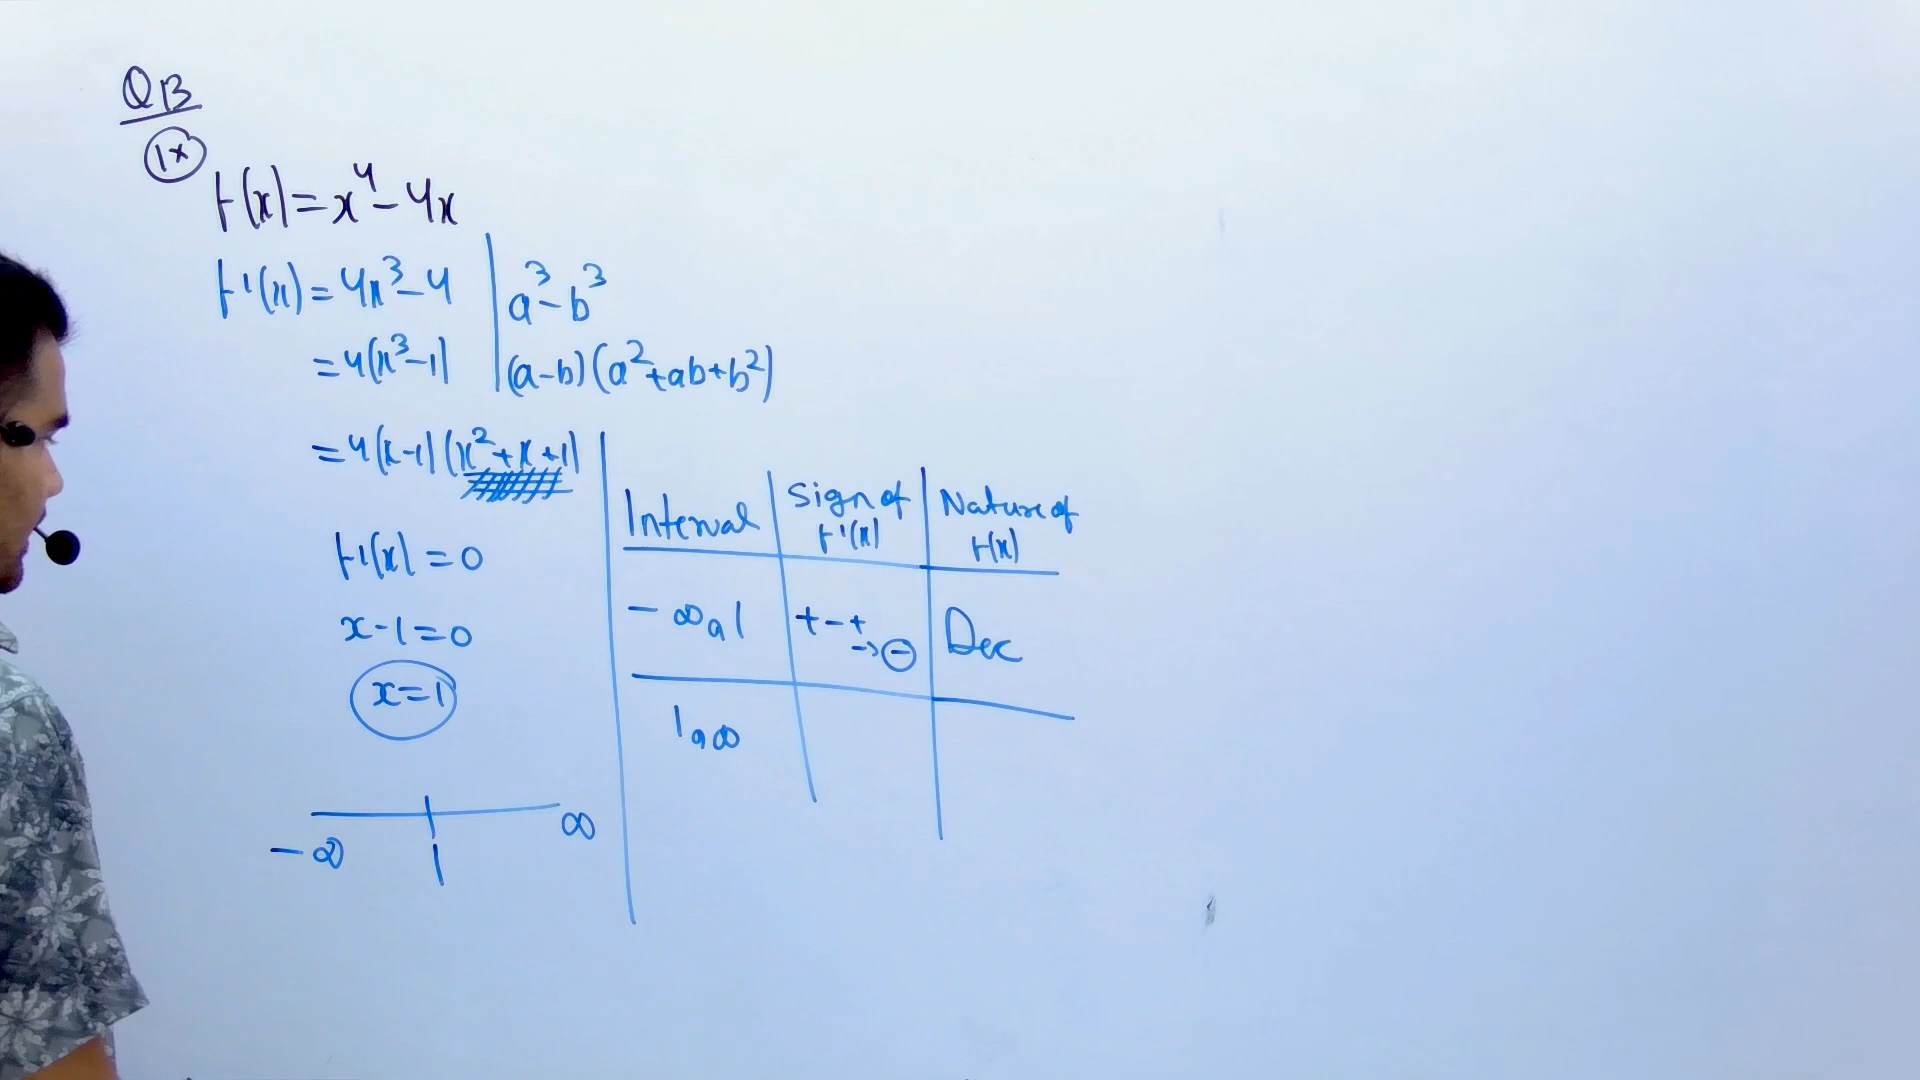 QB
1x
f(x) = x⁴ - 4x
f'(x) = 4x³ - 4
= 4(x³ - 1)
= 4(x-1)(x²+x+1)
f'(x) = 0
x - 1 = 0
x = 1
-∞ 1 ∞
a³ - b³
(a-b)(a²+ab+b²)
Interval Sign of f'(x) Nature of f(x)
-∞, 1 + - + -> - Dec
1, ∞